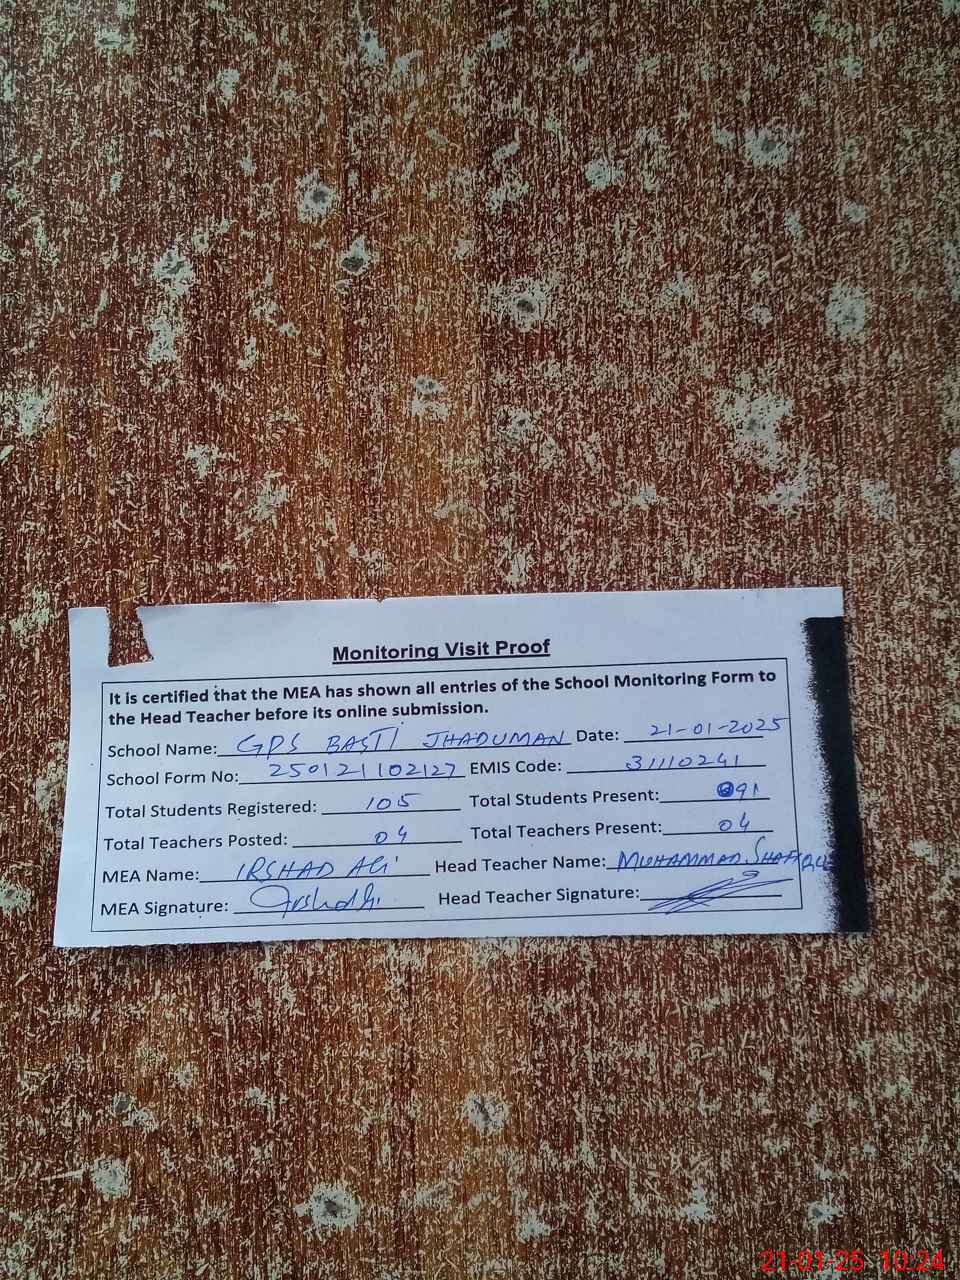 Monitoring Visit Proof
It is certified that the MEA has shown all entries of the School Monitoring Form to
the Head Teacher before its online submission.
School Name: GPS BASTI JHADUMAN Date: 21-01-2025
School Form No: 250121102127 EMIS Code: 31110241
Total Students Registered: 105 Total Students Present: 91
Total Teachers Posted: 04 Total Teachers Present: 04
MEA Name: IRSHAD ALi Head Teacher Name: MUHAMMAD SHAFIQUE
MEA Signature: Head Teacher Signature:
21-01-25 10:24